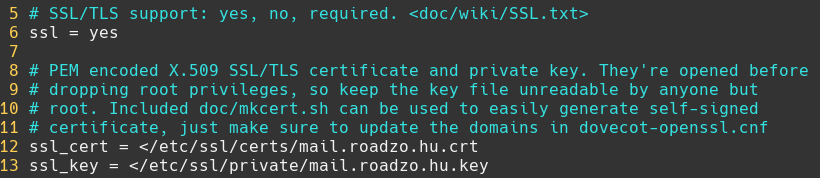 5 # SSL/TLS support: yes, no, required. <doc/wiki/SSL.txt>
6 ssl = yes
7
8 # PEM encoded X.509 SSL/TLS certificate and private key. They're opened before
9 # dropping root privileges, so keep the key file unreadable by anyone but
10 # root. Included doc/mkcert.sh can be used to easily generate self-signed
11 # certificate, just make sure to update the domains in dovecot-openssl.cnf
12 ssl_cert = </etc/ssl/certs/mail.roadzo.hu.crt
13 ssl_key = </etc/ssl/private/mail.roadzo.hu.key